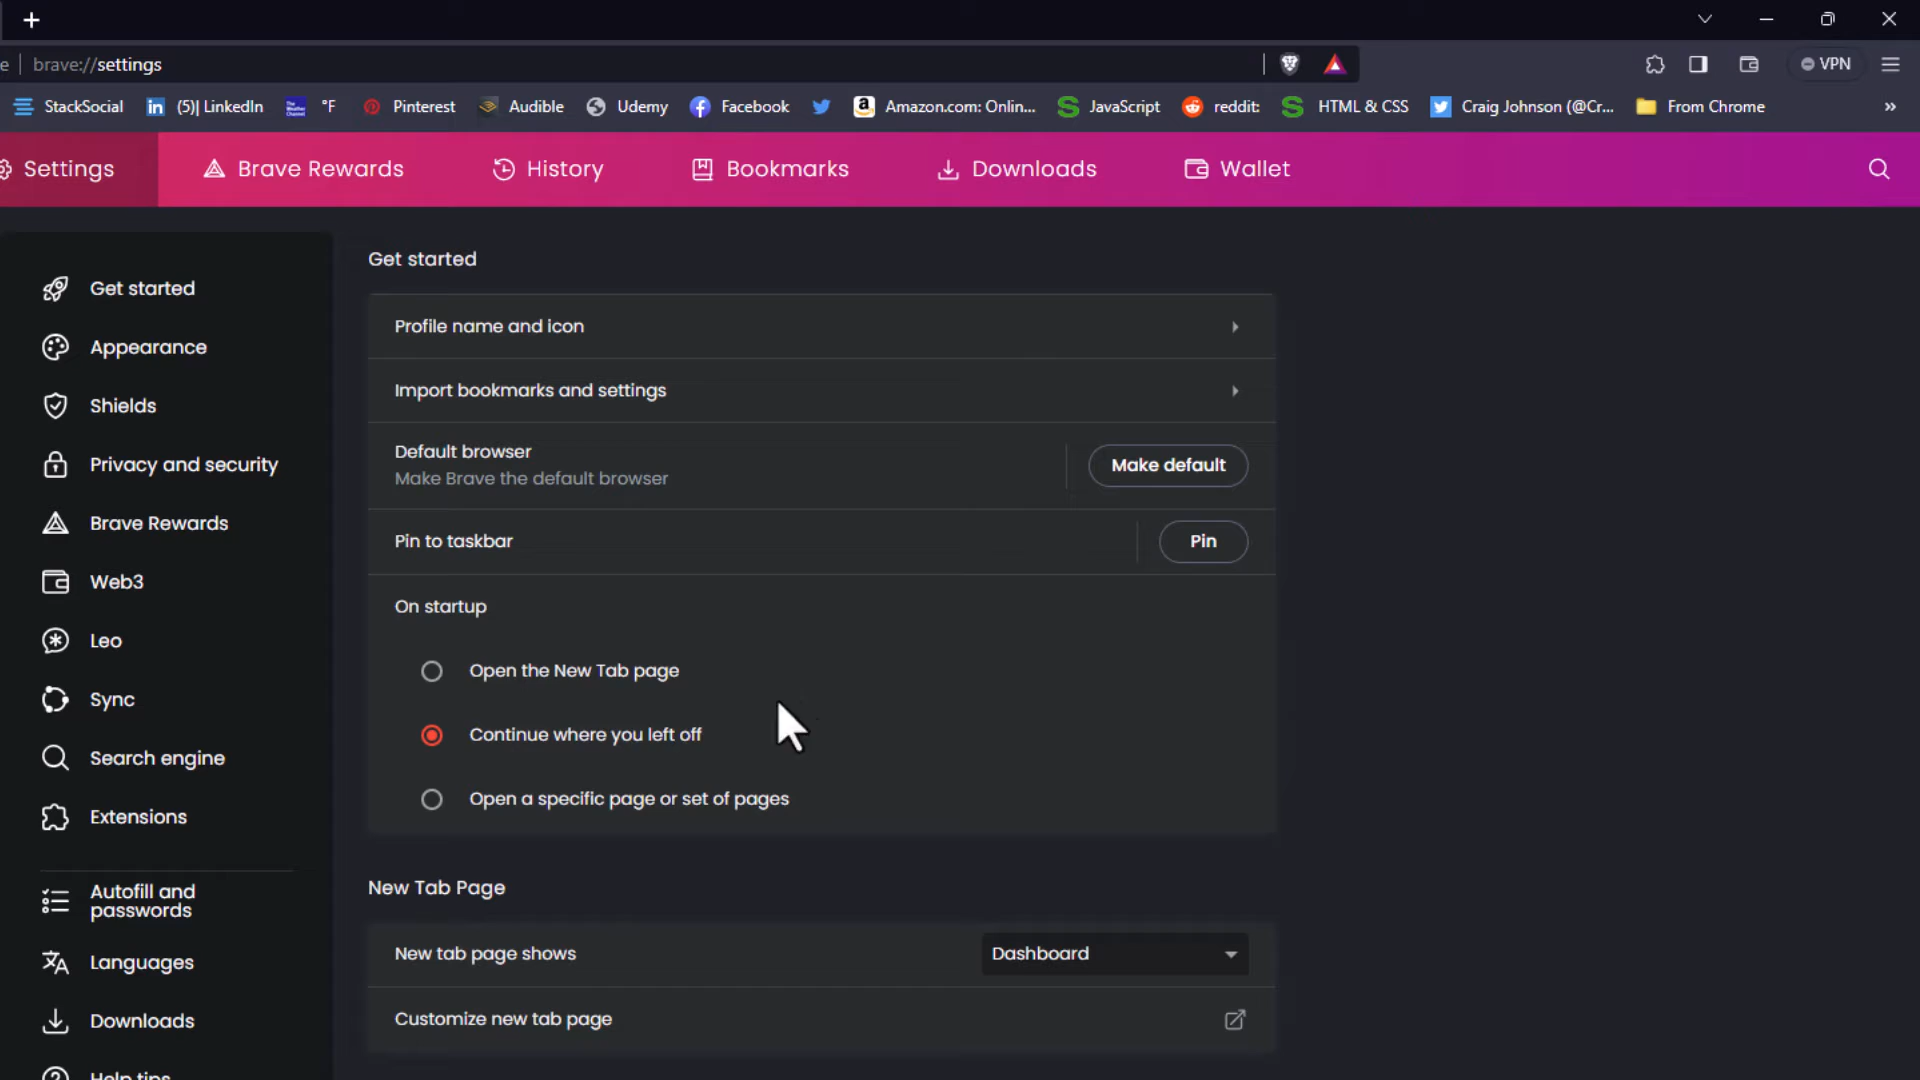 brave://settings
VPN
StackSocial
(5)| LinkedIn
°F
Pinterest
Audible
Udemy
Facebook
Amazon.com: Onlin...
JavaScript
reddit:
HTML & CSS
Craig Johnson (@Cr...
From Chrome
»
Settings
Brave Rewards
History
Bookmarks
Downloads
Wallet
Get started
Appearance
Shields
Privacy and security
Brave Rewards
Web3
Leo
Sync
Search engine
Extensions
Autofill and
passwords
Languages
Downloads
Help tips
Get started
Profile name and icon
Import bookmarks and settings
Default browser
Make Brave the default browser
Make default
Pin to taskbar
Pin
On startup
Open the New Tab page
Continue where you left off
Open a specific page or set of pages
New Tab Page
New tab page shows
Dashboard
Customize new tab page